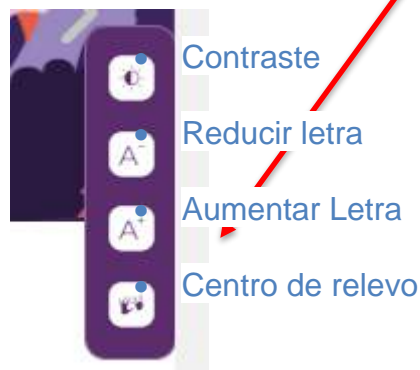 Contraste
A-
Reducir letra
A+
Aumentar Letra
Centro de relevo